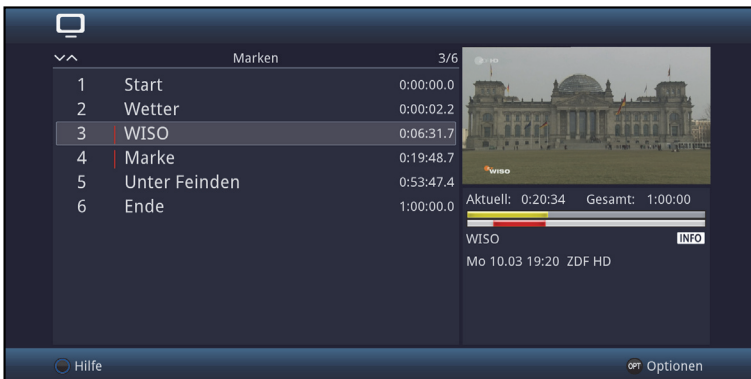 Marken 3/6
1 Start 0:00:00.0
2 Wetter 0:00:02.2
3 WISO 0:06:31.7
4 Marke 0:19:48.7
5 Unter Feinden 0:53:47.4
6 Ende 1:00:00.0
WISO
Aktuell: 0:20:34 Gesamt: 1:00:00
WISO INFO
Mo 10.03 19:20 ZDF HD
Hilfe
OPT Optionen